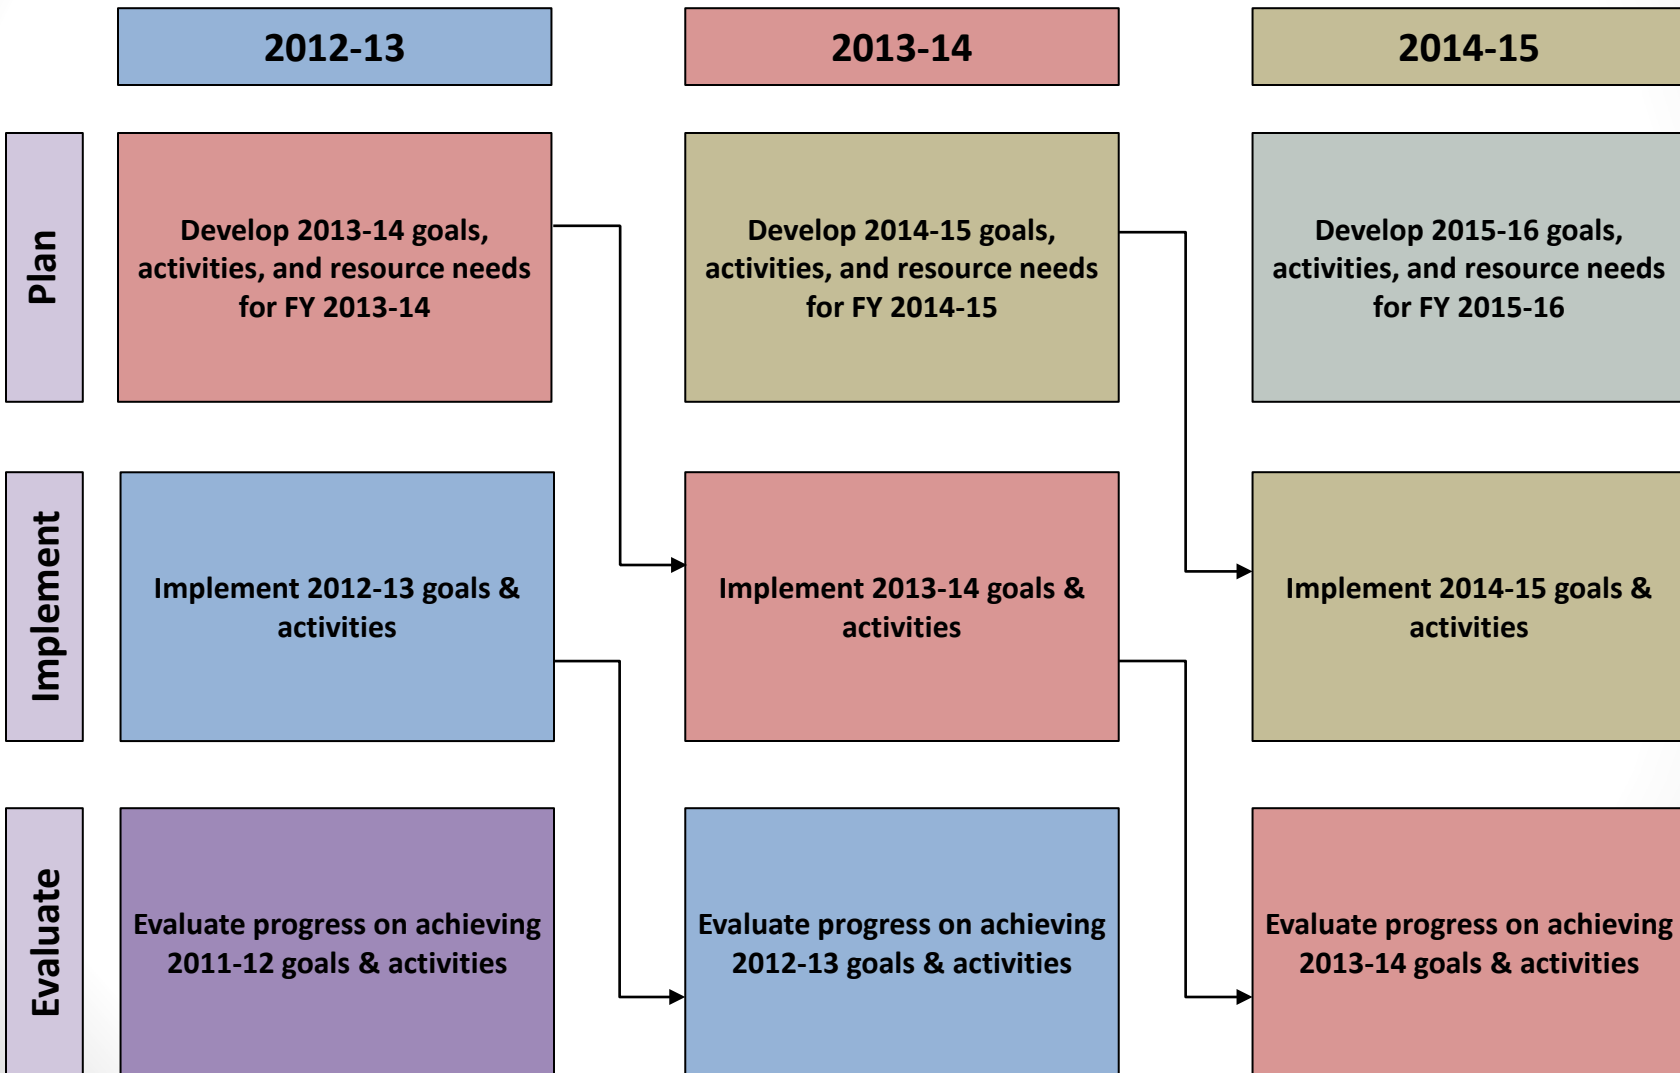 2012-13
2013-14
2014-15
Plan
Develop 2013-14 goals,
activities, and resource needs
for FY 2013-14
Develop 2014-15 goals,
activities, and resource needs
for FY 2014-15
Develop 2015-16 goals,
activities, and resource needs
for FY 2015-16
Implement
Implement 2012-13 goals &
activities
Implement 2013-14 goals &
activities
Implement 2014-15 goals &
activities
Evaluate
Evaluate progress on achieving
2011-12 goals & activities
Evaluate progress on achieving
2012-13 goals & activities
Evaluate progress on achieving
2013-14 goals & activities